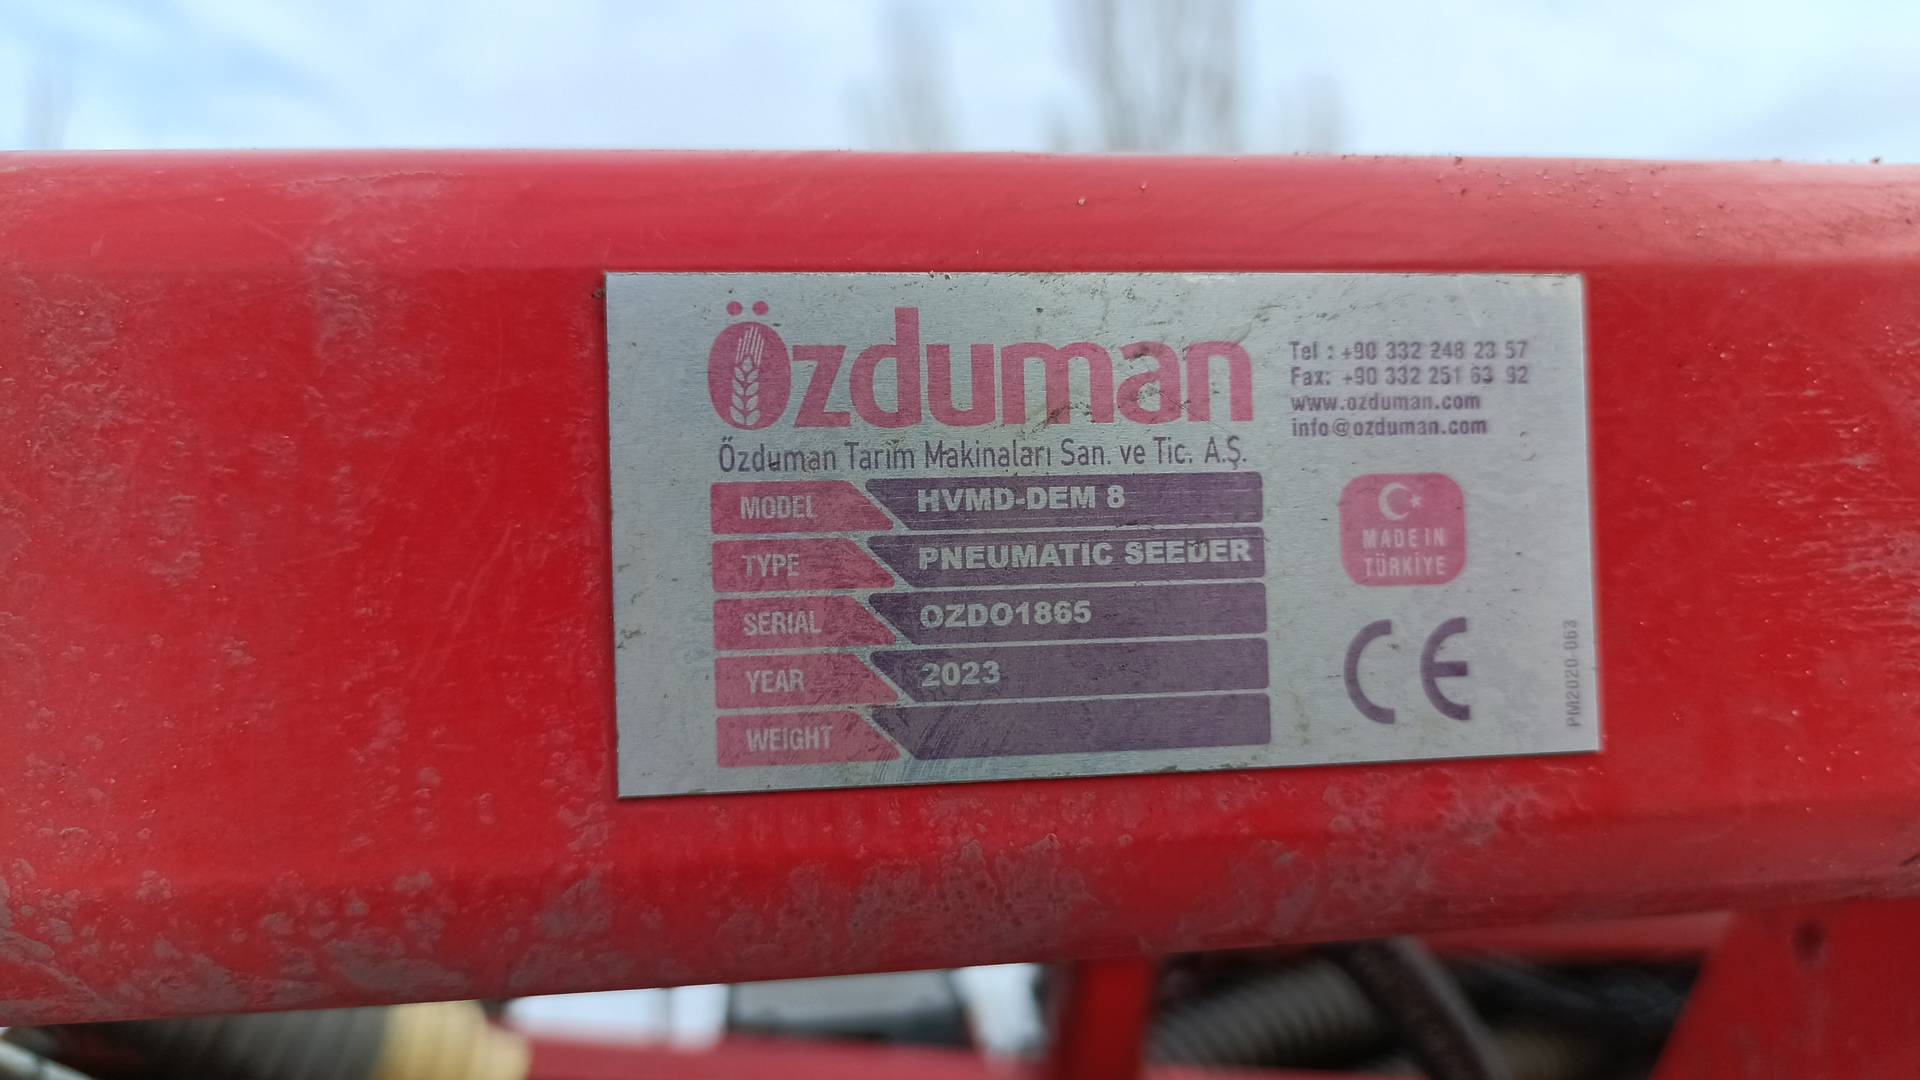 Özduman
Özduman Tarım Makinaları San. ve Tic. A.Ş.
Tel : +90 332 248 23 57
Fax: +90 332 251 63 92
www.ozduman.com
info@ozduman.com
MODEL HVMD-DEM 8
TYPE PNEUMATIC SEEDER
SERIAL OZDO1865
YEAR 2023
WEIGHT
MADE IN
TÜRKİYE
CE
PM2020-063